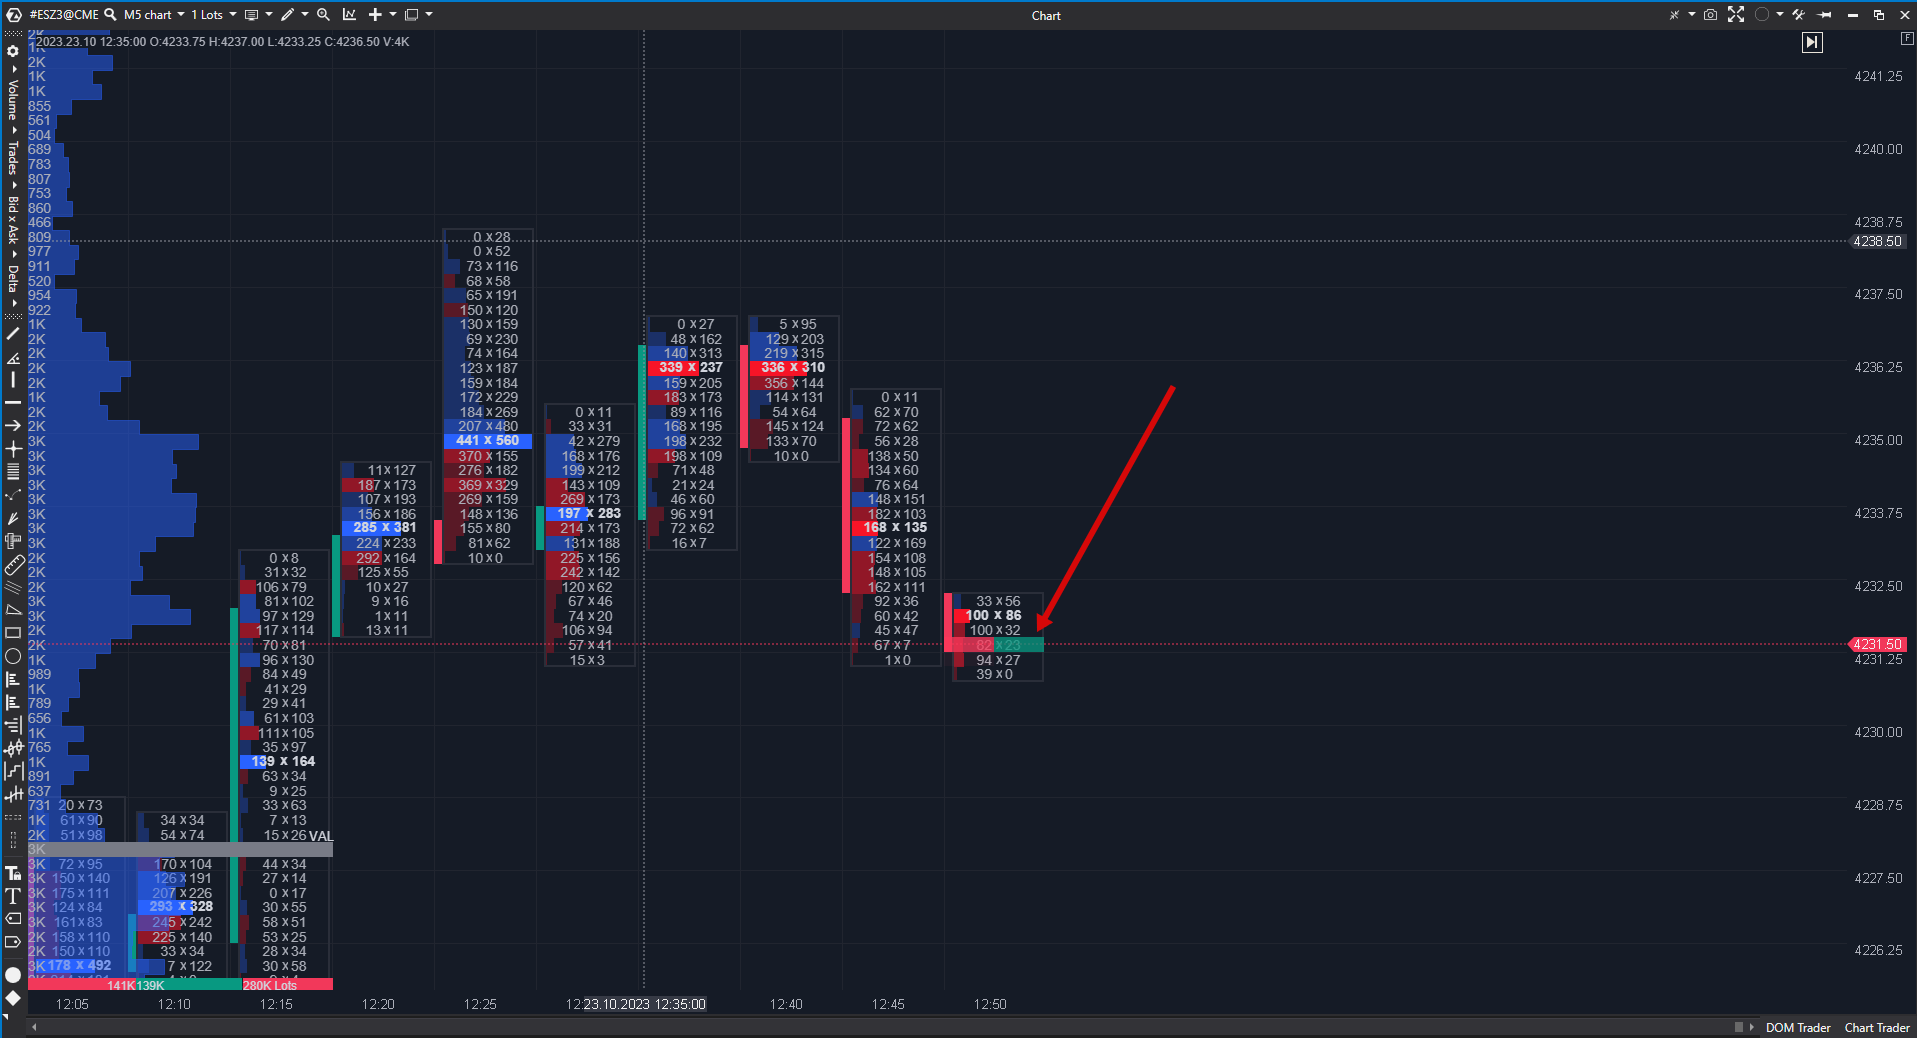 #ESZ3@CME M5 chart 1 Lots Chart
2023.23.10 12:35:00 O:4233.75 H:4237.00 L:4233.25 C:4236.50 V:4K
F
Volume
Trades
Bid x Ask
Delta
2K
1K
2K
1K
1K
855
561
504
689
783
807
753
860
466
809
977
911
520
954
922
1K
2K
2K
2K
2K
1K
2K
2K
3K
3K
3K
3K
3K
3K
3K
2K
2K
2K
2K
3K
3K
2K
2K
1K
989
1K
789
656
1K
765
1K
891
637
731
1K
2K
3K
3K
3K
3K
3K
3K
2K
2K
3K
20 x 73
61 x 90
51 x 98
72 x 95
150 x 140
175 x 111
124 x 84
161 x 83
158 x 110
150 x 110
178 x 492
34 x 34
54 x 74
170 x 104
126 x 191
207 x 226
293 x 328
245 x 242
225 x 140
33 x 34
7 x 122
0 x 8
31 x 32
106 x 79
81 x 102
97 x 129
117 x 114
70 x 81
96 x 130
84 x 49
41 x 29
29 x 41
61 x 103
111 x 105
35 x 97
139 x 164
63 x 34
9 x 25
33 x 63
7 x 13
15 x 26 VAL
44 x 34
27 x 14
0 x 17
30 x 55
58 x 51
53 x 25
28 x 34
30 x 58
11 x 127
187 x 173
107 x 193
156 x 186
285 x 381
224 x 233
292 x 164
125 x 55
10 x 27
9 x 16
1 x 11
13 x 11
0 x 28
0 x 52
73 x 116
68 x 58
65 x 191
150 x 120
130 x 159
69 x 230
74 x 164
123 x 187
159 x 184
172 x 229
184 x 269
207 x 480
441 x 560
370 x 155
276 x 182
369 x 329
269 x 159
148 x 136
155 x 80
81 x 62
10 x 0
0 x 11
33 x 31
42 x 279
168 x 176
199 x 212
143 x 109
269 x 173
197 x 283
214 x 173
131 x 188
225 x 156
242 x 142
120 x 62
67 x 46
74 x 20
106 x 94
57 x 41
15 x 3
0 x 27
48 x 162
140 x 313
339 x 237
159 x 205
183 x 173
89 x 116
168 x 195
198 x 232
198 x 109
71 x 48
21 x 24
46 x 60
96 x 91
72 x 62
16 x 7
5 x 95
129 x 203
219 x 315
336 x 310
356 x 144
114 x 131
54 x 64
145 x 124
133 x 70
10 x 0
0 x 11
62 x 70
72 x 62
56 x 28
138 x 50
134 x 60
76 x 64
148 x 151
182 x 103
168 x 135
122 x 169
154 x 108
148 x 105
162 x 111
92 x 36
60 x 42
45 x 47
67 x 7
1 x 0
33 x 56
100 x 86
100 x 32
82 x 23
94 x 27
39 x 0
4241.25
4240.00
4238.75
4238.50
4237.50
4236.25
4235.00
4233.75
4232.50
4231.50
4231.25
4230.00
4228.75
4227.50
4226.25
141K 139K 280K Lots
12:05 12:10 12:15 12:20 12:25 12: 23.10.2023 12:35:00 12:40 12:45 12:50
DOM Trader Chart Trader